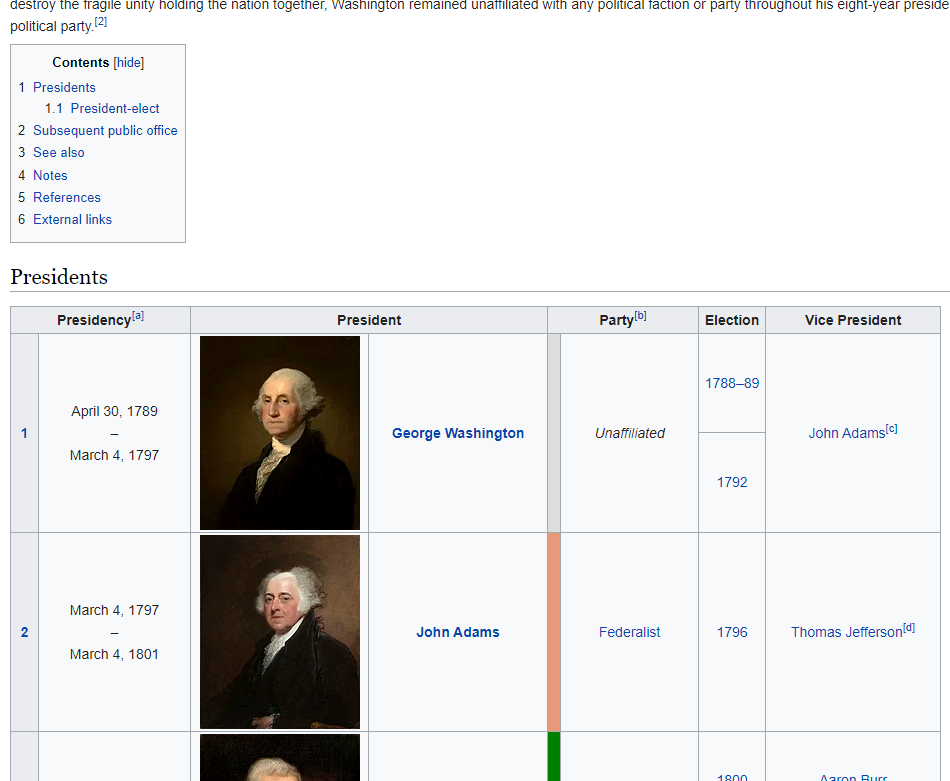 destroy the fragile unity holding the nation together, Washington remained unaffiliated with any political faction or party throughout his eight-year preside
political party.[2]
Contents [hide]
1 Presidents
1.1 President-elect
2 Subsequent public office
3 See also
4 Notes
5 References
6 External links
Presidents
Presidency[a] President Party[b] Election Vice President
1
April 30, 1789
–
March 4, 1797
George Washington
Unaffiliated
1788–89
1792
John Adams[c]
2
March 4, 1797
–
March 4, 1801
John Adams
Federalist
1796
Thomas Jefferson[d]
1800
Aaron Burr